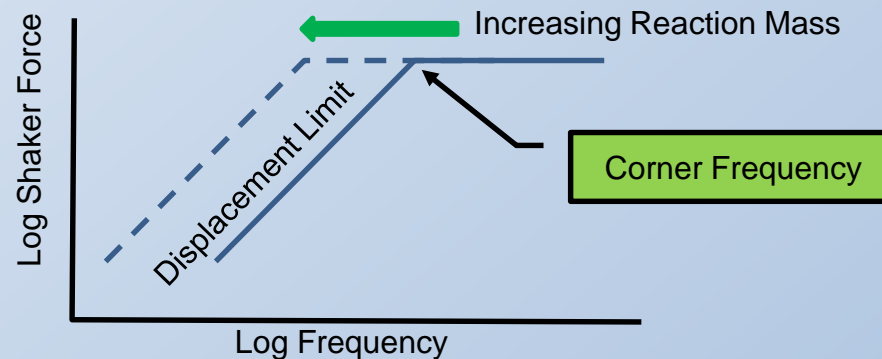 Increasing Reaction Mass
Log Shaker Force
Displacement Limit
Corner Frequency
Log Frequency